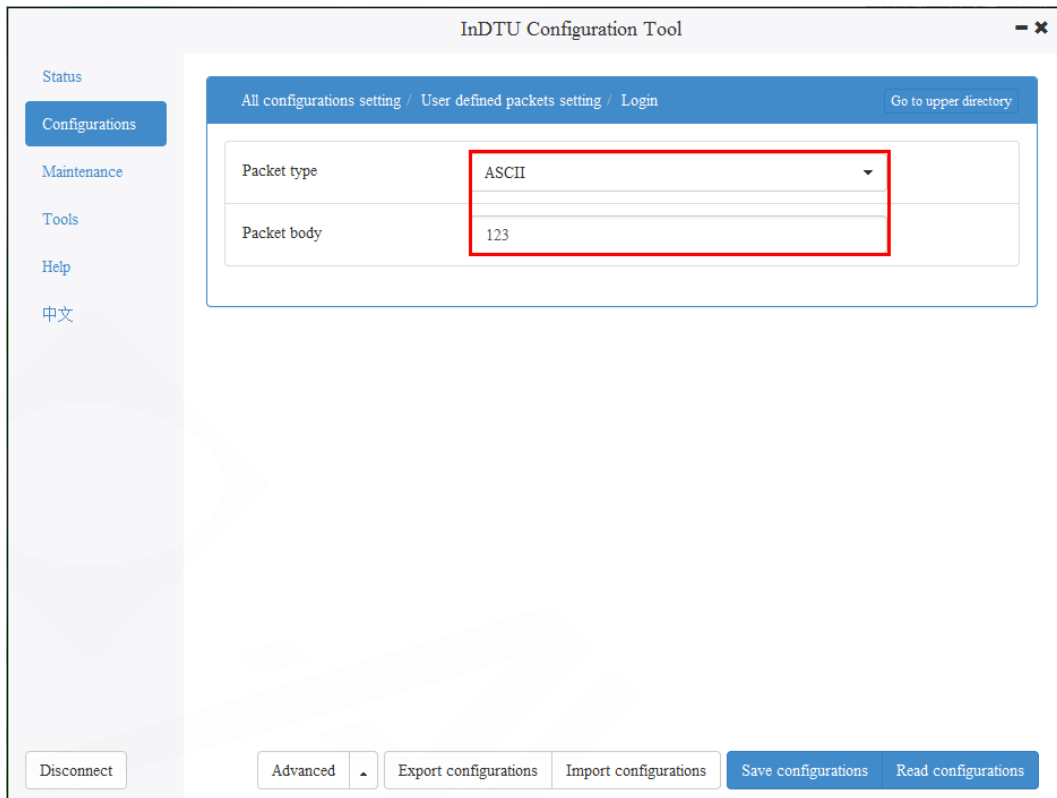 InDTU Configuration Tool
Status
Configurations
Maintenance
Tools
Help
中文
All configurations setting / User defined packets setting / Login
Go to upper directory
Packet type
ASCII
Packet body
123
Disconnect
Advanced
Export configurations
Import configurations
Save configurations
Read configurations